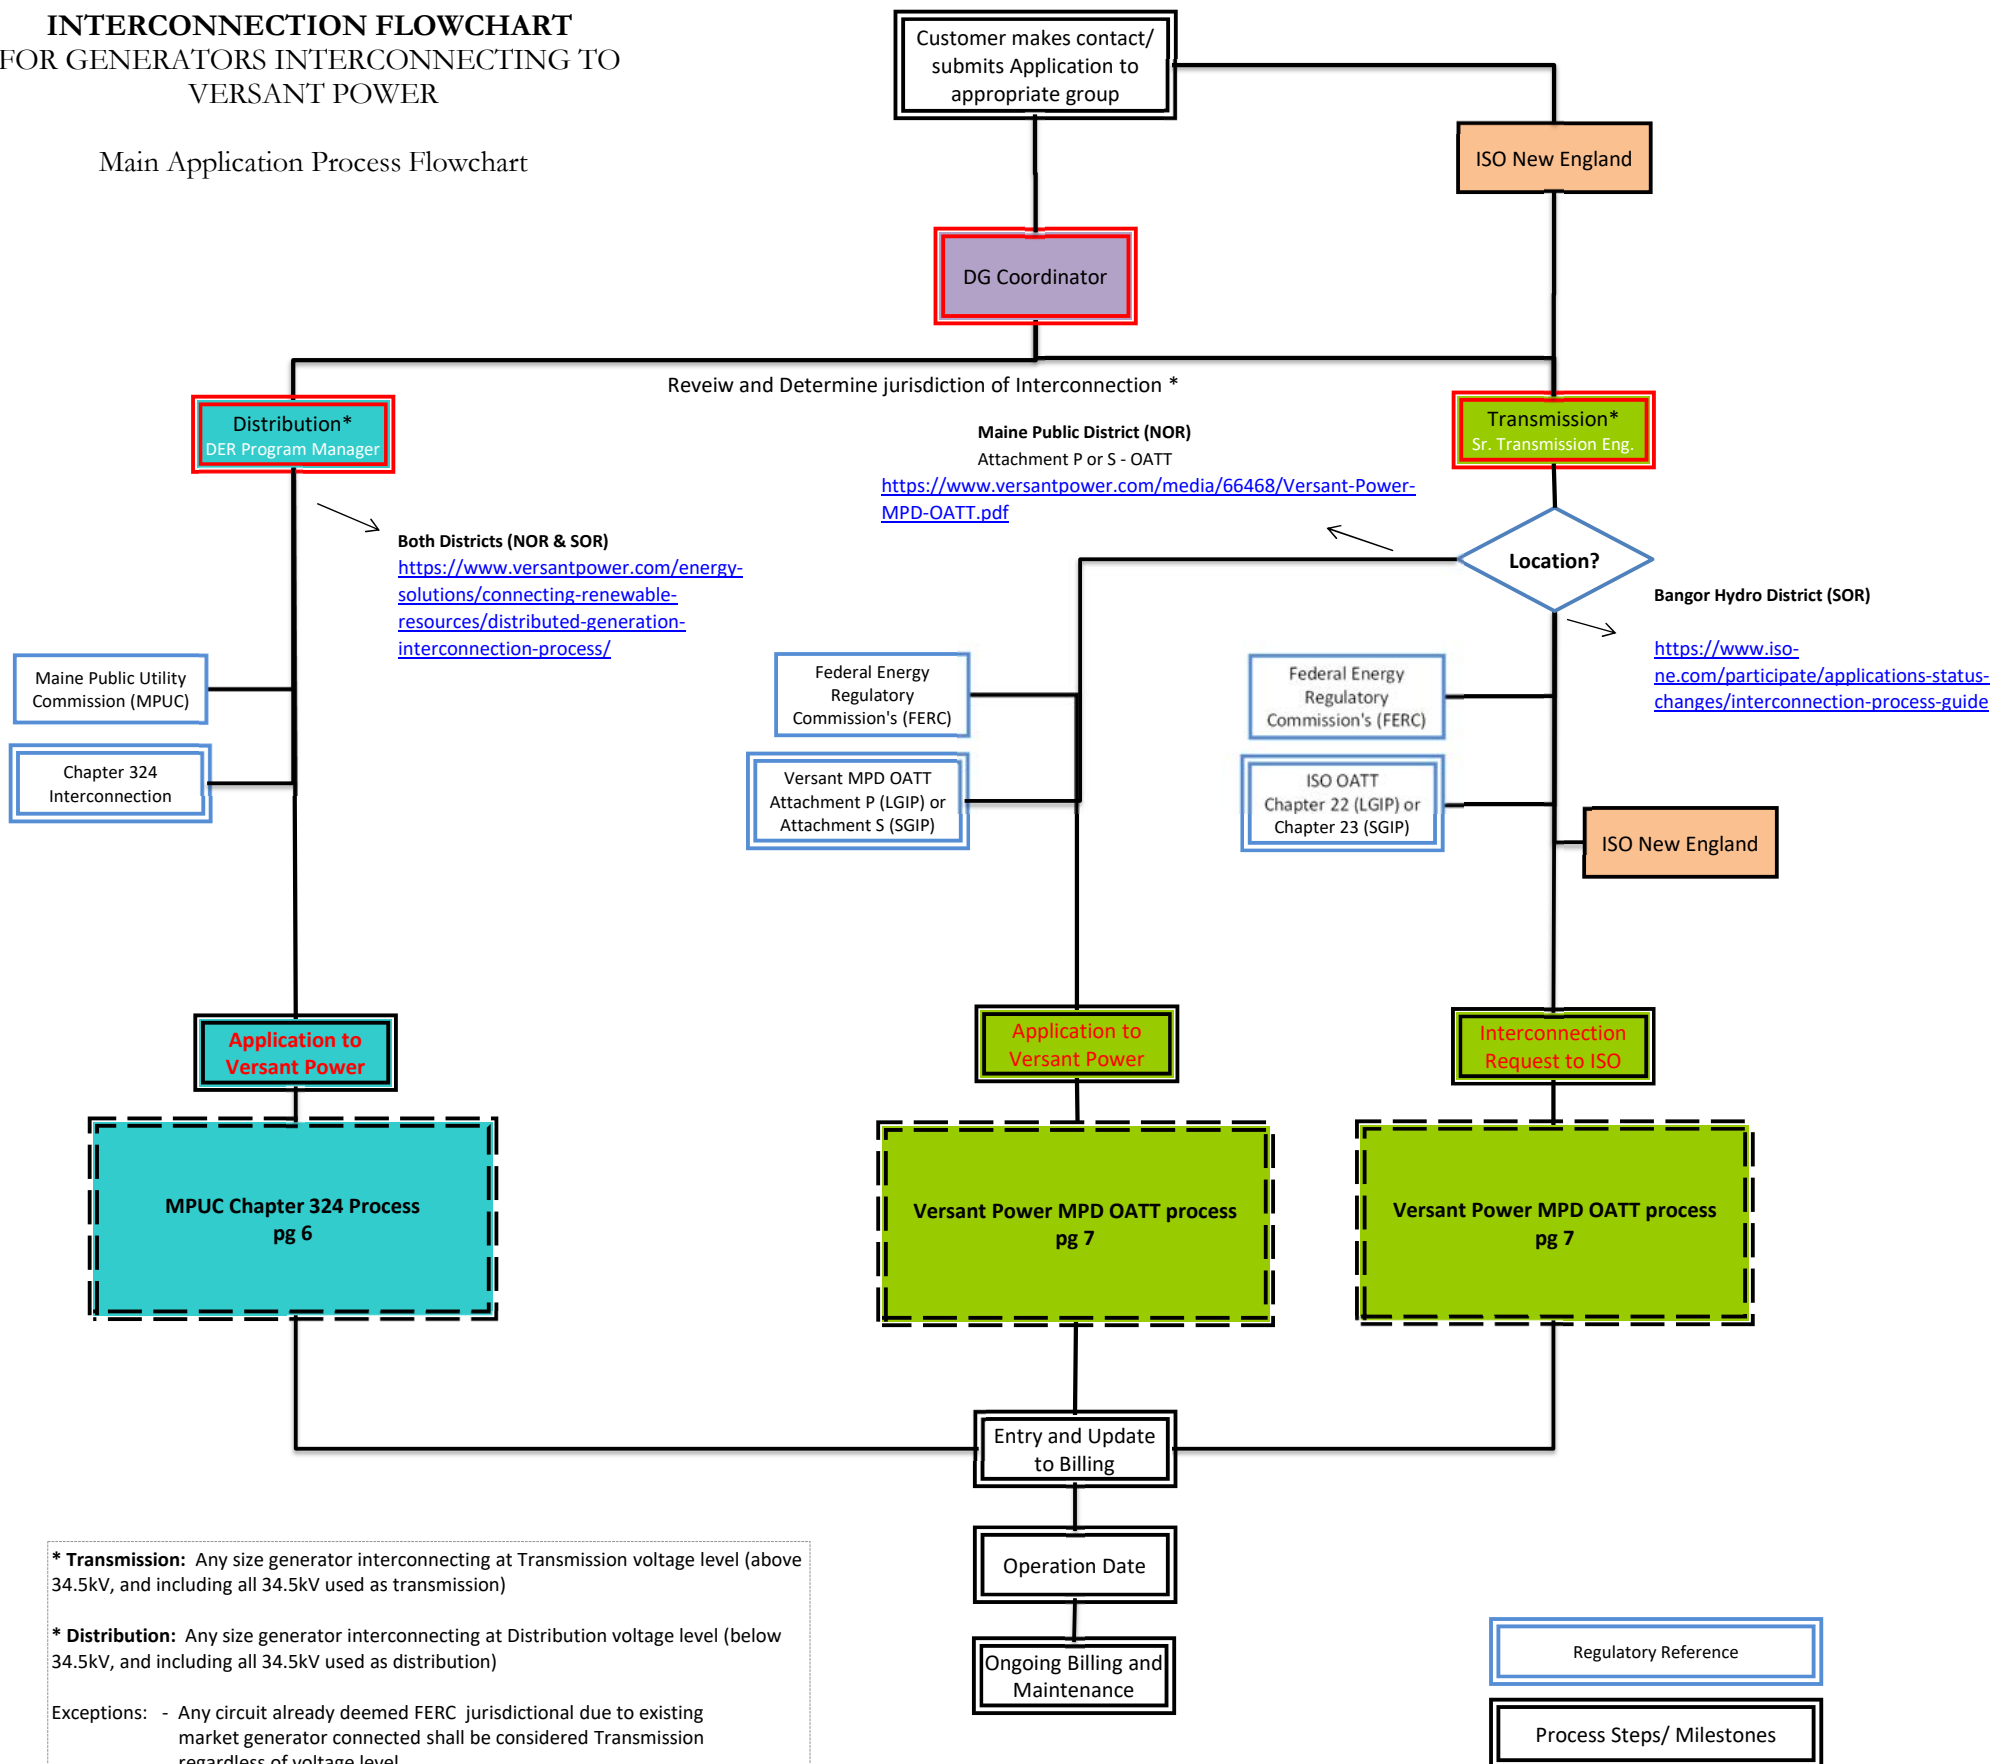 INTERCONNECTION FLOWCHART
FOR GENERATORS INTERCONNECTING TO
VERSANT POWER
Main Application Process Flowchart
Customer makes contact/
submits Application to
appropriate group
ISO New England
DG Coordinator
Reveiw and Determine jurisdiction of Interconnection *
Distribution*
DER Program Manager
Transmission*
Sr. Transmission Eng.
Maine Public District (NOR)
Attachment P or S - OATT
https://www.versantpower.com/media/66468/Versant-Power-
MPD-OATT.pdf
Both Districts (NOR & SOR)
https://www.versantpower.com/energy-
solutions/connecting-renewable-
resources/distributed-generation-
interconnection-process/
Location?
Bangor Hydro District (SOR)
https://www.iso-
ne.com/participate/applications-status-
changes/interconnection-process-guide
Maine Public Utility
Commission (MPUC)
Chapter 324
Interconnection
Federal Energy
Regulatory
Commission's (FERC)
Versant MPD OATT
Attachment P (LGIP) or
Attachment S (SGIP)
Federal Energy
Regulatory
Commission's (FERC)
ISO OATT
Chapter 22 (LGIP) or
Chapter 23 (SGIP)
ISO New England
Application to
Versant Power
Application to
Versant Power
Interconnection
Request to ISO
MPUC Chapter 324 Process
pg 6
Versant Power MPD OATT process
pg 7
Versant Power MPD OATT process
pg 7
Entry and Update
to Billing
Operation Date
Ongoing Billing and
Maintenance
* Transmission: Any size generator interconnecting at Transmission voltage level (above
34.5kV, and including all 34.5kV used as transmission)
* Distribution: Any size generator interconnecting at Distribution voltage level (below
34.5kV, and including all 34.5kV used as distribution)
Exceptions: - Any circuit already deemed FERC jurisdictional due to existing
market generator connected shall be considered Transmission
regardless of voltage level
Regulatory Reference
Process Steps/ Milestones